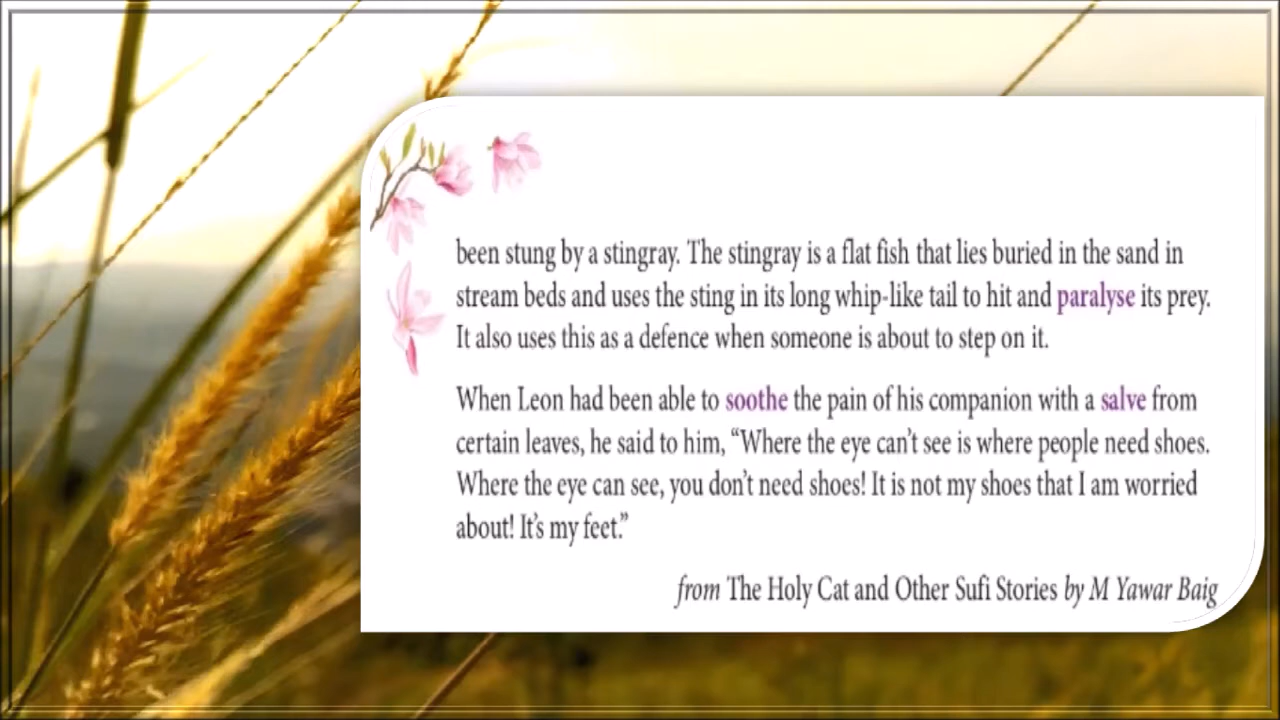 been stung by a stingray. The stingray is a flat fish that lies buried in the sand in
stream beds and uses the sting in its long whip-like tail to hit and paralyse its prey.
It also uses this as a defence when someone is about to step on it.
When Leon had been able to soothe the pain of his companion with a salve from
certain leaves, he said to him, “Where the eye can’t see is where people need shoes.
Where the eye can see, you don’t need shoes! It is not my shoes that I am worried
about! It’s my feet.”
from The Holy Cat and Other Sufi Stories by M Yawar Baig